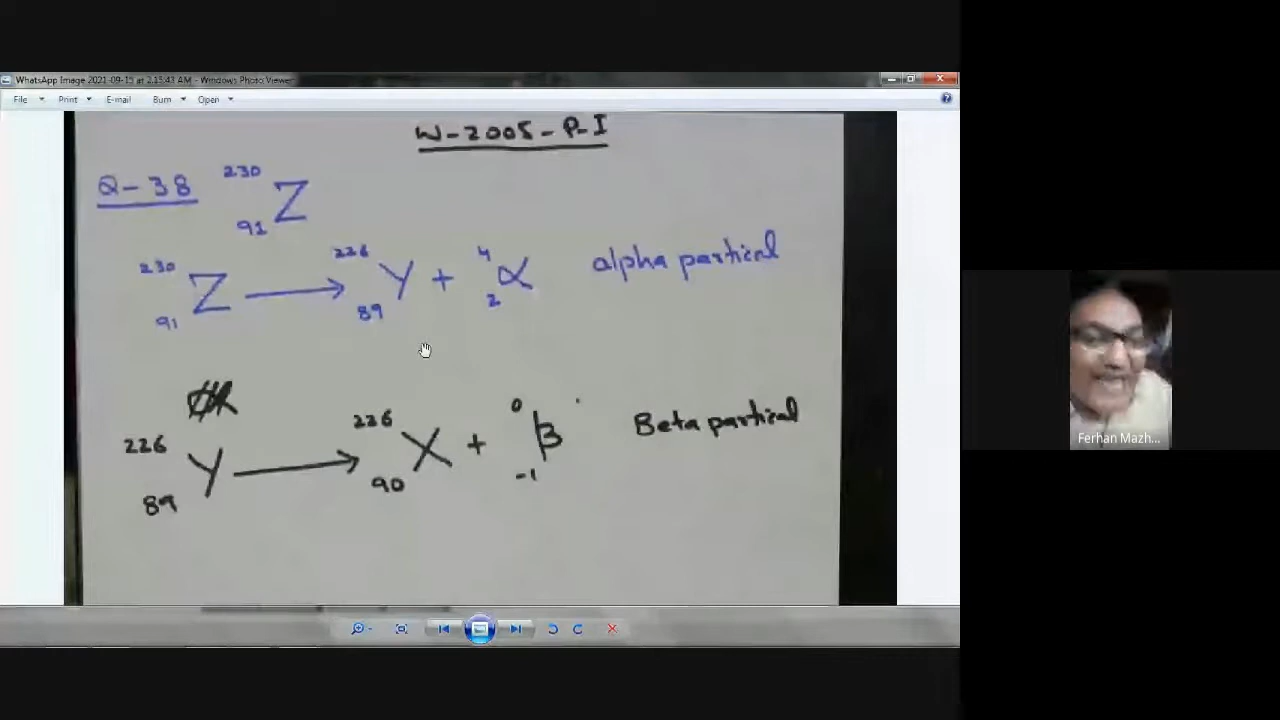 WhatsApp Image 2021-09-15 at 2.15.43 AM - Windows Photo Viewer
File Print E-mail Burn Open
W-2005-P-I
Q-38 230 91 Z
230 91 Z → 226 89 Y + 4 2 α alpha partical
226 89 Y → 226 90 X + 0 -1 β Beta partical
Ferhan Mazh...